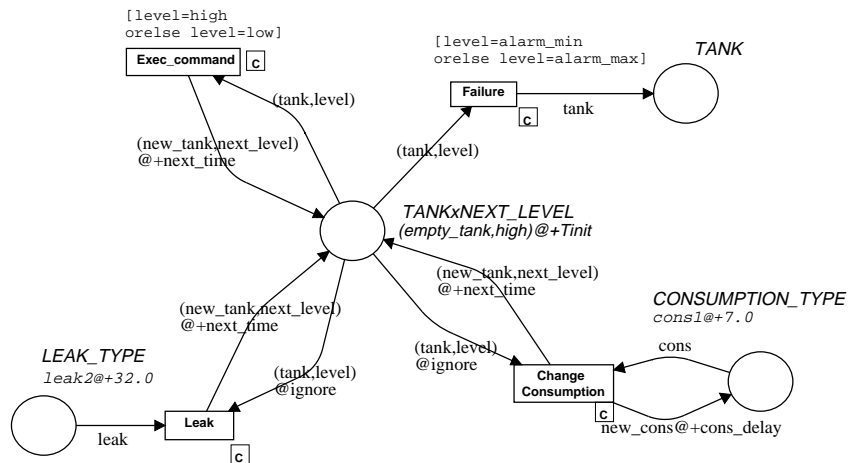 [level=high
orelse level=low]
Exec_command
C
[level=alarm_min
orelse level=alarm_max]
TANK
Failure
C
tank
(tank,level)
(new_tank,next_level)
@+next_time
(tank,level)
TANKxNEXT_LEVEL
(empty_tank,high)@+Tinit
(new_tank,next_level)
@+next_time
(new_tank,next_level)
@+next_time
CONSUMPTION_TYPE
cons1@+7.0
(tank,level)
@ignore
cons
LEAK_TYPE
leak2@+32.0
(tank,level)
@ignore
Change
Consumption
C
new_cons@+cons_delay
Leak
leak
C